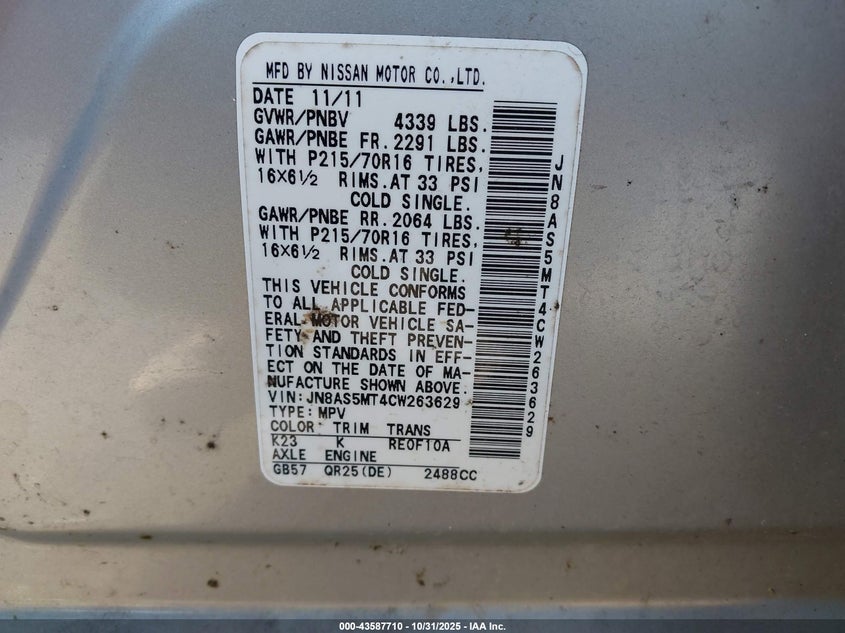 MFD BY NISSAN MOTOR CO.,LTD.
DATE 11/11
GVWR/PNBV 4339 LBS.
GAWR/PNBE FR. 2291 LBS.
WITH P215/70R16 TIRES,
16X6½ RIMS. AT 33 PSI
COLD SINGLE.
GAWR/PNBE RR. 2064 LBS.
WITH P215/70R16 TIRES,
16X6½ RIMS. AT 33 PSI
COLD SINGLE.
THIS VEHICLE CONFORMS
TO ALL APPLICABLE FED-
ERAL MOTOR VEHICLE SA-
FETY AND THEFT PREVEN-
TION STANDARDS IN EFF-
ECT ON THE DATE OF MA-
NUFACTURE SHOWN ABOVE.
VIN: JN8AS5MT4CW263629
TYPE: MPV
COLOR: TRIM TRANS
K23 K RE0F10A
AXLE ENGINE
GB57 QR25(DE) 2488CC
JN8AS5MT4CW263629
000-43587710 - 10/31/2025 - IAA Inc.